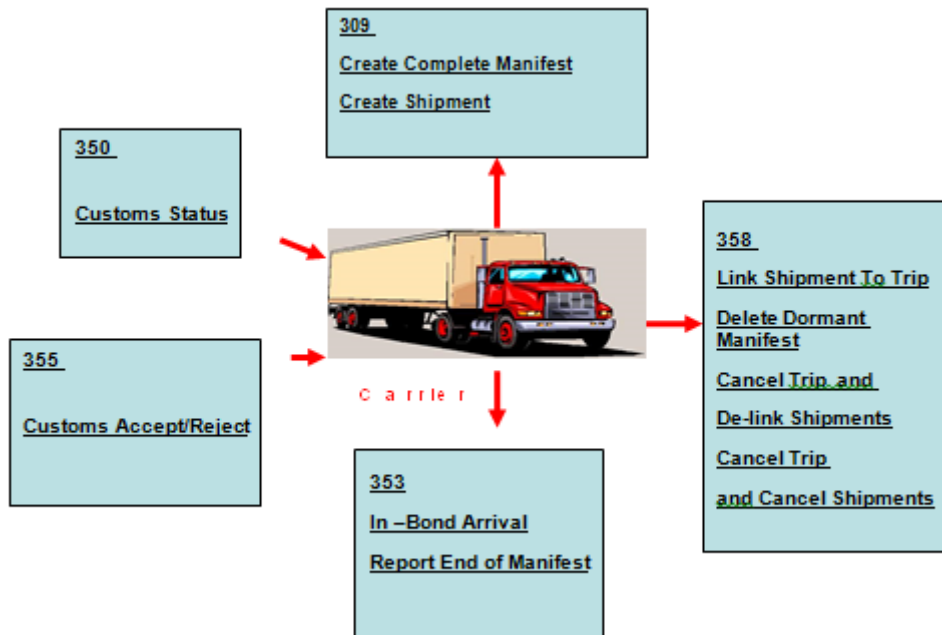 309
Create Complete Manifest
Create Shipment
350
Customs Status
358
Link Shipment To Trip
Delete Dormant
Manifest
Cancel Trip and
De-link Shipments
Cancel Trip
and Cancel Shipments
355
Customs Accept/Reject
Carrier
353
In –Bond Arrival
Report End of Manifest